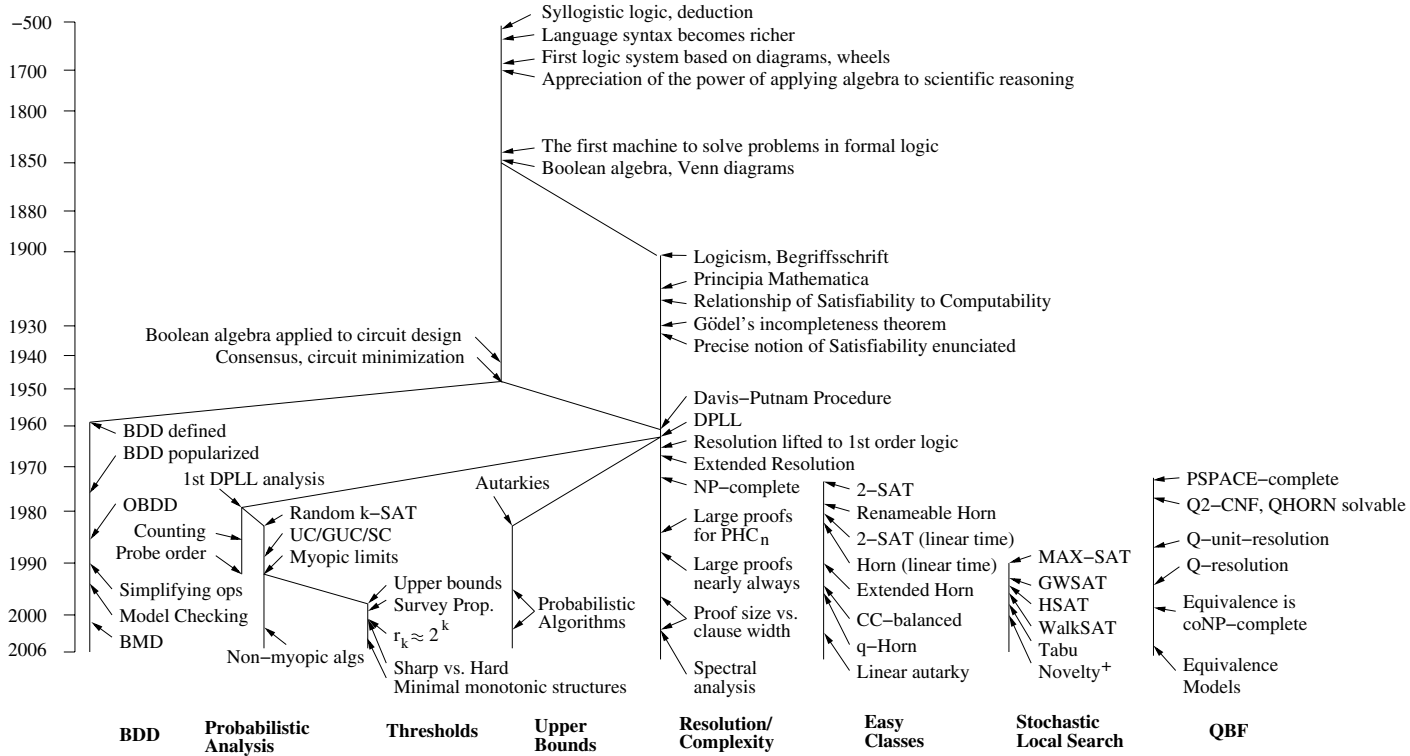 -500
1700
1800
1850
1880
1900
1930
1940
1950
1960
1970
1980
1990
2000
2006
Syllogistic logic, deduction
Language syntax becomes richer
First logic system based on diagrams, wheels
Appreciation of the power of applying algebra to scientific reasoning
The first machine to solve problems in formal logic
Boolean algebra, Venn diagrams
Boolean algebra applied to circuit design
Consensus, circuit minimization
Logicism, Begriffsschrift
Principia Mathematica
Relationship of Satisfiability to Computability
Gödel's incompleteness theorem
Precise notion of Satisfiability enunciated
BDD defined
BDD popularized
OBDD
Simplifying ops
Model Checking
BMD
1st DPLL analysis
Counting
Probe order
Random k-SAT
UC/GUC/SC
Myopic limits
Non-myopic algs
Upper bounds
Survey Prop.
r_k ≈ 2^k
Sharp vs. Hard
Minimal monotonic structures
Autarkies
Probabilistic
Algorithms
Davis-Putnam Procedure
DPLL
Resolution lifted to 1st order logic
Extended Resolution
NP-complete
Large proofs
for PHC_n
Large proofs
nearly always
Proof size vs.
clause width
Spectral
analysis
2-SAT
Renameable Horn
2-SAT (linear time)
Horn (linear time)
Extended Horn
CC-balanced
q-Horn
Linear autarky
MAX-SAT
GWSAT
HSAT
WalkSAT
Tabu
Novelty+
PSPACE-complete
Q2-CNF, QHORN solvable
Q-unit-resolution
Q-resolution
Equivalence is
coNP-complete
Equivalence
Models
BDD
Probabilistic
Analysis
Thresholds
Upper
Bounds
Resolution/
Complexity
Easy
Classes
Stochastic
Local Search
QBF